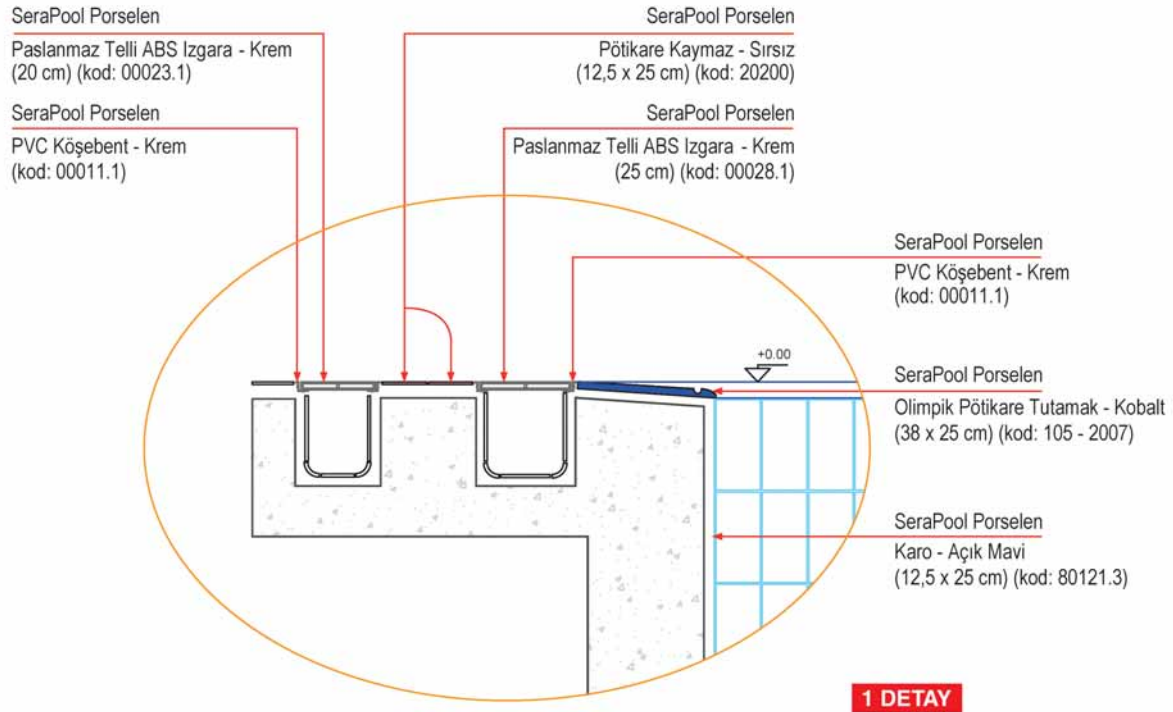 SeraPool Porselen
Paslanmaz Telli ABS Izgara - Krem
(20 cm) (kod: 00023.1)
SeraPool Porselen
PVC Köşebent - Krem
(kod: 00011.1)
SeraPool Porselen
Pötikare Kaymaz - Sırsız
(12,5 x 25 cm) (kod: 20200)
SeraPool Porselen
Paslanmaz Telli ABS Izgara - Krem
(25 cm) (kod: 00028.1)
SeraPool Porselen
PVC Köşebent - Krem
(kod: 00011.1)
+0.00
SeraPool Porselen
Olimpik Pötikare Tutamak - Kobalt
(38 x 25 cm) (kod: 105 - 2007)
SeraPool Porselen
Karo - Açık Mavi
(12,5 x 25 cm) (kod: 80121.3)
1 DETAY